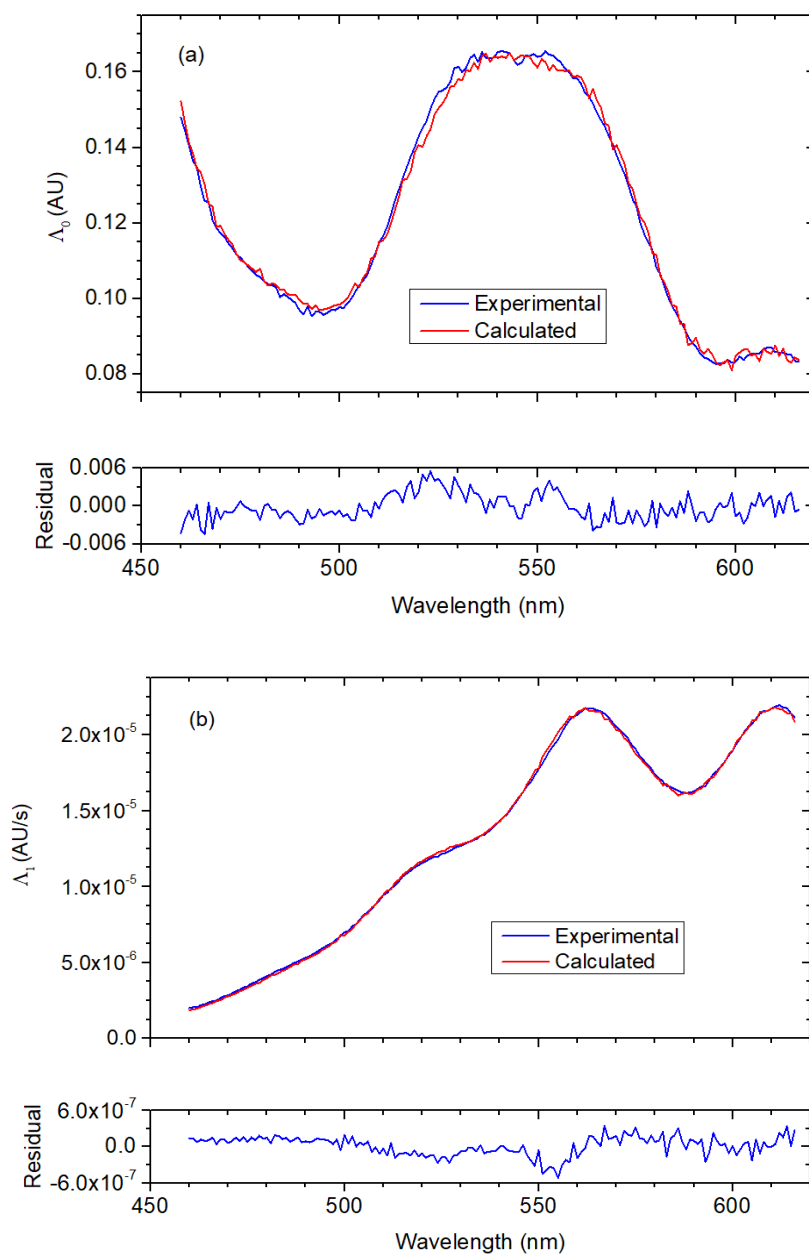 (a)
0.16
0.14
0.12
0.10
0.08
Λ₀ (AU)
Experimental
Calculated
0.006
0.000
-0.006
Residual
450 500 550 600
Wavelength (nm)
(b)
2.0x10⁻⁵
1.5x10⁻⁵
1.0x10⁻⁵
5.0x10⁻⁶
0.0
Λ₁ (AU/s)
Experimental
Calculated
6.0x10⁻⁷
0.0
-6.0x10⁻⁷
Residual
450 500 550 600
Wavelength (nm)